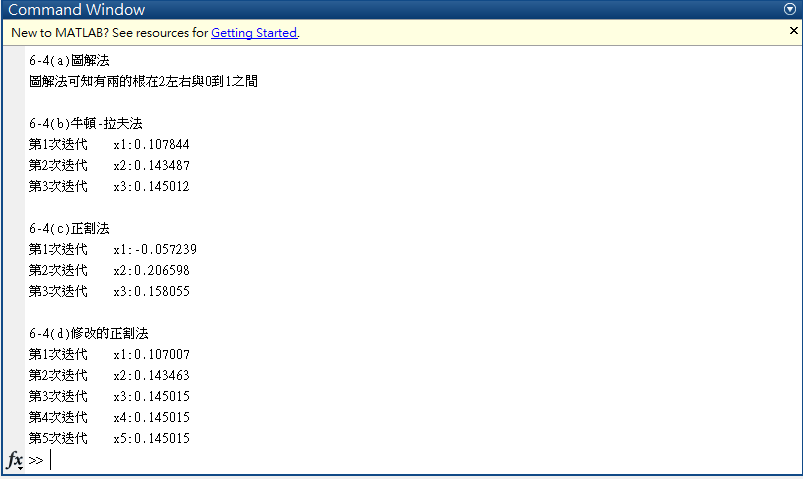 Command Window
New to MATLAB? See resources for Getting Started.
6-4(a)圖解法
圖解法可知有兩的根在2左右與0到1之間
6-4(b)牛頓-拉夫法
第1次迭代 x1:0.107844
第2次迭代 x2:0.143487
第3次迭代 x3:0.145012
6-4(c)正割法
第1次迭代 x1:-0.057239
第2次迭代 x2:0.206598
第3次迭代 x3:0.158055
6-4(d)修改的正割法
第1次迭代 x1:0.107007
第2次迭代 x2:0.143463
第3次迭代 x3:0.145015
第4次迭代 x4:0.145015
第5次迭代 x5:0.145015
fx >>